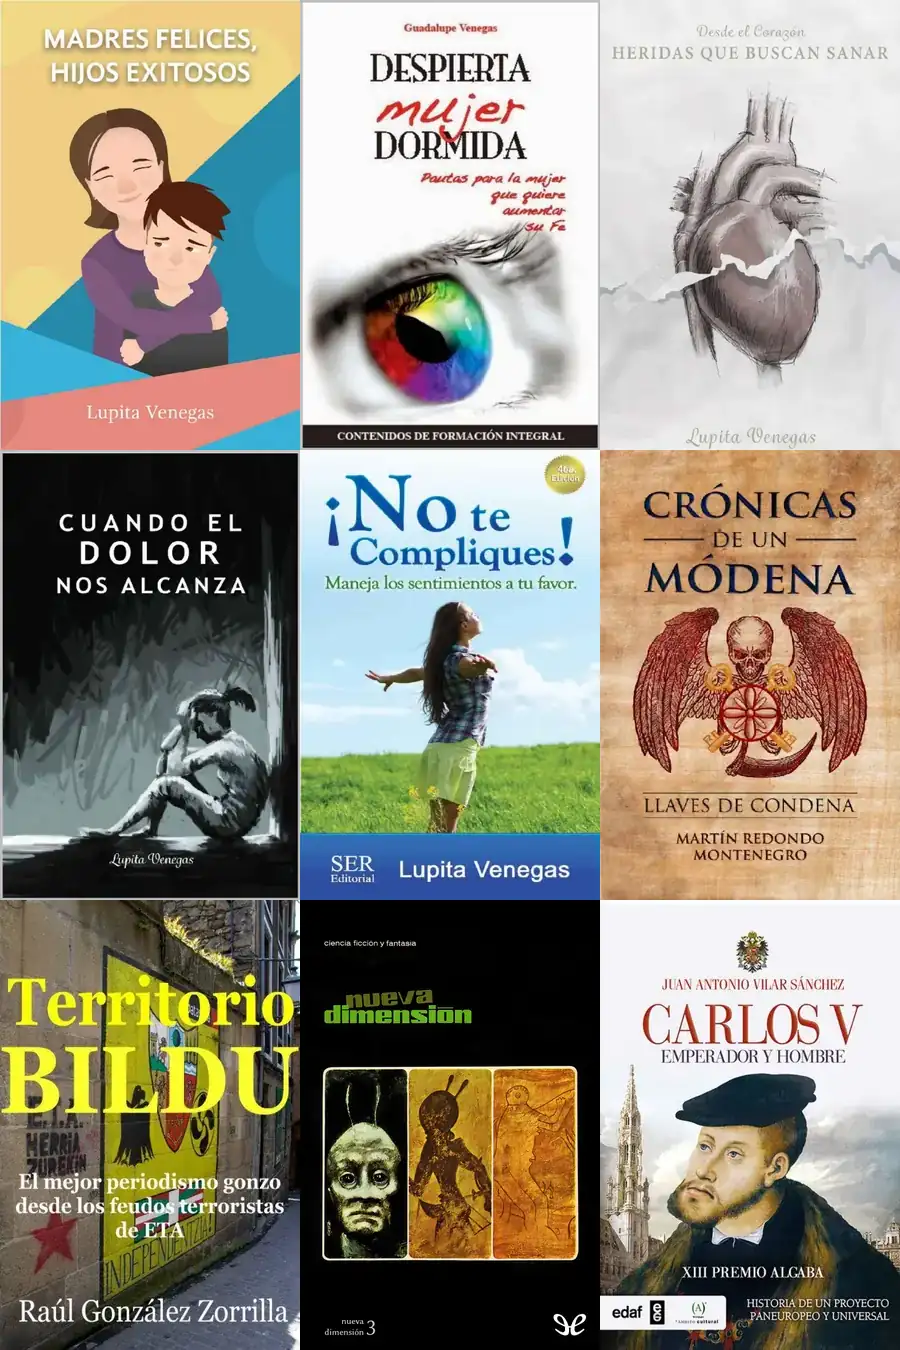 MADRES FELICES,
HIJOS EXITOSOS
Lupita Venegas
Guadalupe Venegas
DESPIERTA
mujer
DORMIDA
Pautas para la mujer
que quiere
aumentar
su Fe
CONTENIDOS DE FORMACIÓN INTEGRAL
Desde el Corazón
HERIDAS QUE BUSCAN SANAR
Lupita Venegas
CUANDO EL
DOLOR
NOS ALCANZA
Lupita Venegas
¡No te
Compliques!
Maneja los sentimientos a tu favor.
Edición
SER
Editorial
Lupita Venegas
CRÓNICAS
DE UN
MÓDENA
LLAVES DE CONDENA
MARTÍN REDONDO
MONTENEGRO
Territorio
BILDU
HERRIA
El mejor periodismo gonzo
desde los feudos terroristas
de ETA
INDEPENDENTZIA!
Raúl González Zorrilla
ciencia ficción y fantasia
nueva
dimensión
nueva
dimensión 3
JUAN ANTONIO VILAR SÁNCHEZ
CARLOS V
EMPERADOR Y HOMBRE
XIII PREMIO ALGABA
edaf
HISTORIA DE UN PROYECTO
PANEUROPEO Y UNIVERSAL